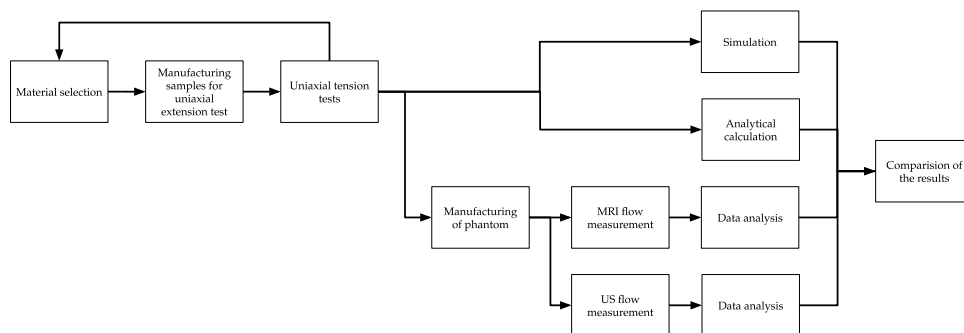 Material selection
Manufacturing
samples for
uniaxial
extension test
Uniaxial tension
tests
Simulation
Analytical
calculation
Manufacturing
of phantom
MRI flow
measurement
Data analysis
US flow
measurement
Data analysis
Comparision of
the results